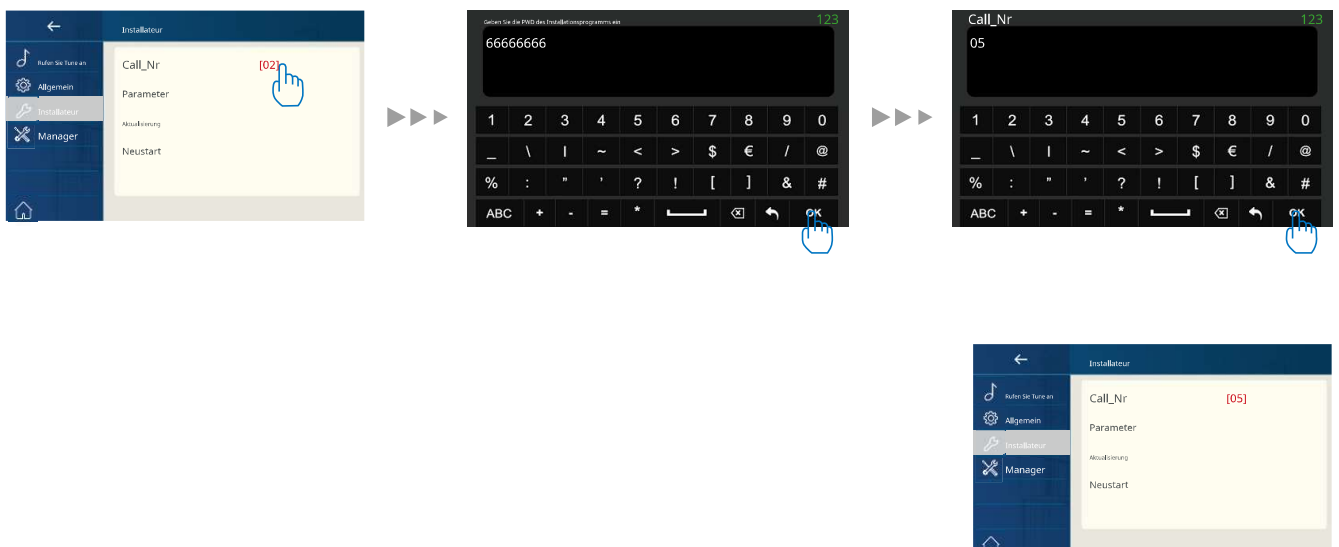 Installateur
Rufen Sie Tune an
Allgemein
Installateur
Manager
Call_Nr [02]
Parameter
Aktualisierung
Neustart
Geben Sie die PWD des Installationsprogramms ein 123
66666666
1 2 3 4 5 6 7 8 9 0
_ \ | ~ < > $ € / @
% : " ' ? ! [ ] & #
ABC + - = * OK
Call_Nr 123
05
1 2 3 4 5 6 7 8 9 0
_ \ | ~ < > $ € / @
% : " ' ? ! [ ] & #
ABC + - = * OK
Installateur
Rufen Sie Tune an
Allgemein
Installateur
Manager
Call_Nr [05]
Parameter
Aktualisierung
Neustart